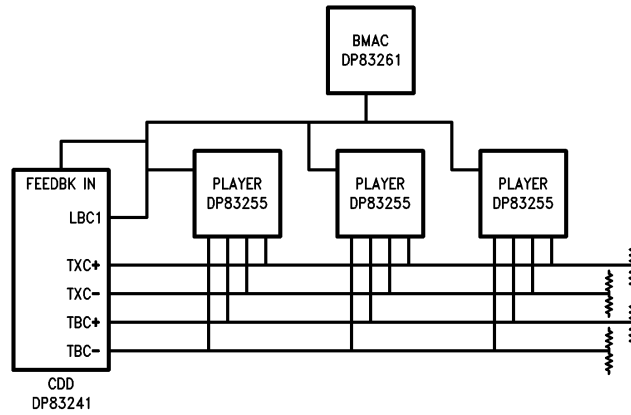 BMAC
DP83261
FEEDBK IN
LBC1
TXC+
TXC-
TBC+
TBC-
CDD
DP83241
PLAYER
DP83255
PLAYER
DP83255
PLAYER
DP83255